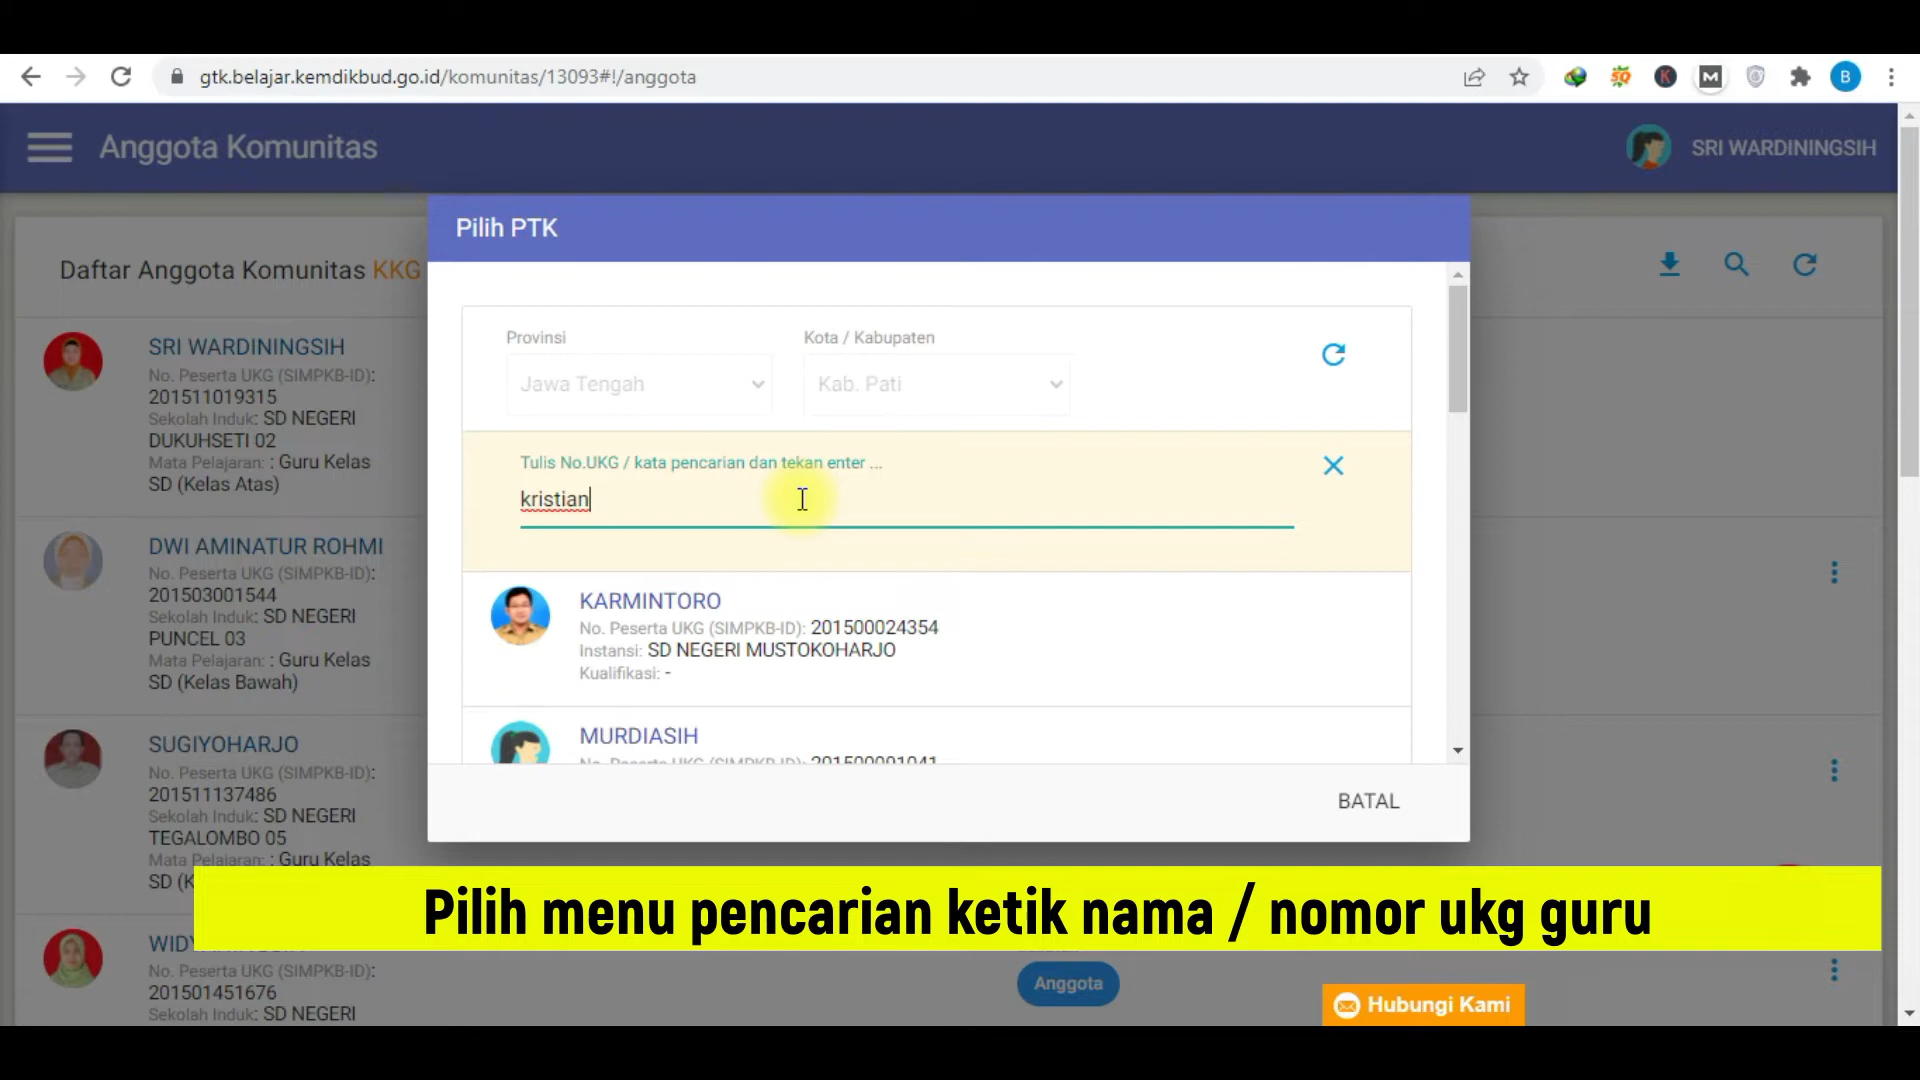 gtk.belajar.kemdikbud.go.id/komunitas/13093#!/anggota
B
Anggota Komunitas
SRI WARDININGSIH
Daftar Anggota Komunitas KKG
SRI WARDININGSIH
No. Peserta UKG (SIMPKB-ID):
201511019315
Sekolah Induk: SD NEGERI
DUKUHSETI 02
Mata Pelajaran: : Guru Kelas
SD (Kelas Atas)
DWI AMINATUR ROHMI
No. Peserta UKG (SIMPKB-ID):
201503001544
Sekolah Induk: SD NEGERI
PUNCEL 03
Mata Pelajaran: : Guru Kelas
SD (Kelas Bawah)
SUGIYOHARJO
No. Peserta UKG (SIMPKB-ID):
201511137486
Sekolah Induk: SD NEGERI
TEGALOMBO 05
Mata Pelajaran: : Guru Kelas
No. Peserta UKG (SIMPKB-ID):
201501451676
Sekolah Induk: SD NEGERI
Pilih PTK
Provinsi
Kota / Kabupaten
Jawa Tengah
Kab. Pati
Tulis No.UKG / kata pencarian dan tekan enter ...
kristian
KARMINTORO
No. Peserta UKG (SIMPKB-ID): 201500024354
Instansi: SD NEGERI MUSTOKOHARJO
Kualifikasi: -
MURDIASIH
No. Peserta UKG (SIMPKB-ID): 201500091041
BATAL
Pilih menu pencarian ketik nama / nomor ukg guru
Anggota
Hubungi Kami